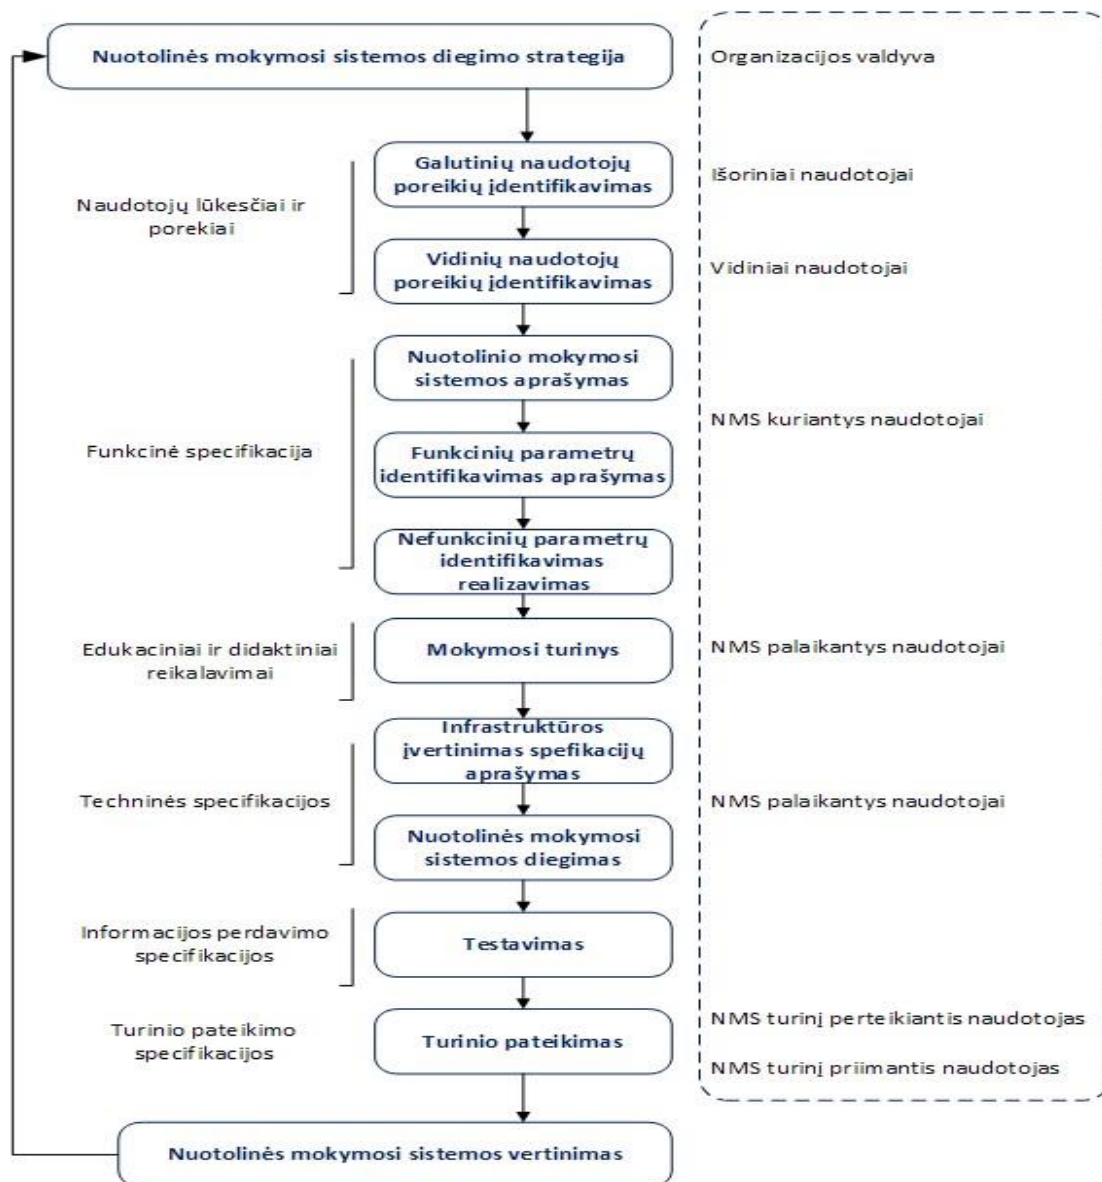 Nuotolinės mokymosi sistemos diegimo strategija
Organizacijos valdyva
Galutinių naudotojų
poreikių įdentifikavimas
Išoriniai naudotojai
Naudotojų lūkesčiai ir
porekiai
Vidinių naudotojų
poreikių įdentifikavimas
Vidiniai naudotojai
Nuotolinio mokymosi
sistemos aprašymas
NMS kuriantys naudotojai
Funkcinė specifikacija
Funkcinių parametrų
identifikavimas aprašymas
Nefunkcinių parametrų
identifikavimas
realizavimas
Edukaciniai ir didaktiniai
reikalavimai
Mokymosi turinys
NMS palaikantys naudotojai
Infrastruktūros
įvertinimas spefikacijų
aprašymas
Techninės specifikacijos
NMS palaikantys naudotojai
Nuotolinės mokymosi
sistemos diegimas
Informacijos perdavimo
specifikacijos
Testavimas
Turinio pateikimo
specifikacijos
Turinio pateikimas
NMS turinį perteikiantis naudotojas
NMS turinį priimantis naudotojas
Nuotolinės mokymosi sistemos vertinimas